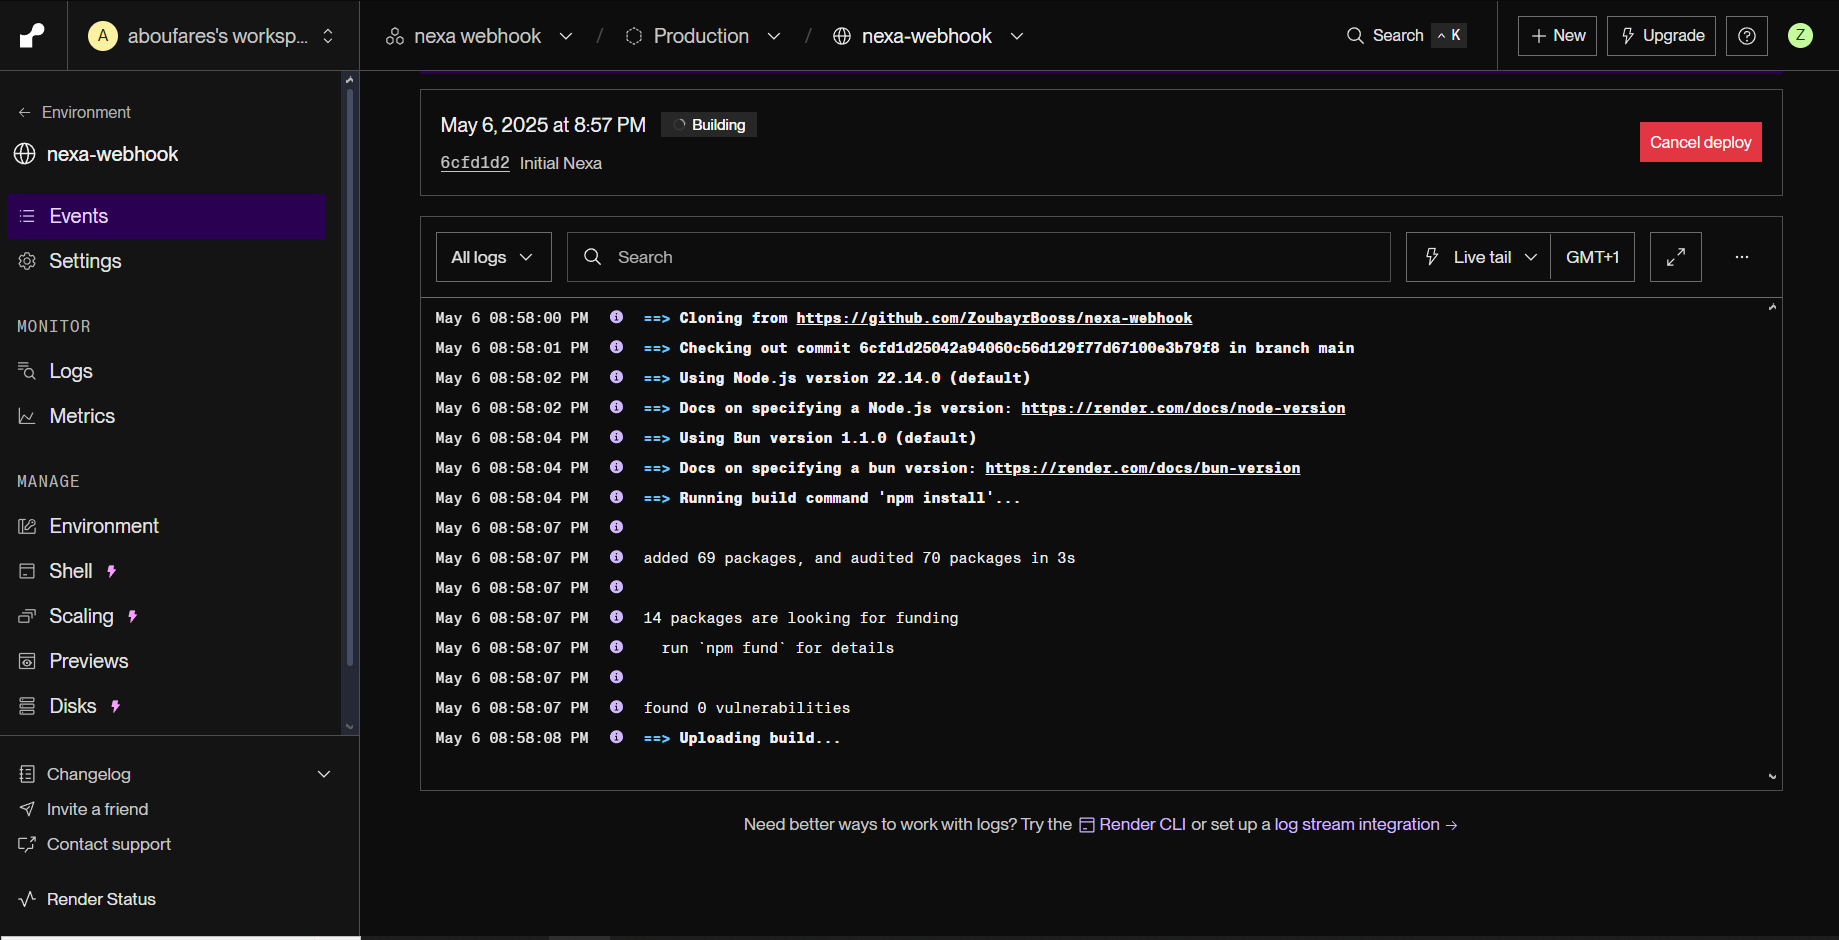 A aboufares's worksp...
nexa webhook / Production / nexa-webhook
Search ^ K
+ New
Upgrade
Z
← Environment
nexa-webhook
Events
Settings
MONITOR
Logs
Metrics
MANAGE
Environment
Shell
Scaling
Previews
Disks
Changelog
Invite a friend
Contact support
Render Status
May 6, 2025 at 8:57 PM Building
6cfd1d2 Initial Nexa
Cancel deploy
All logs
Search
Live tail
GMT+1
...
May 6 08:58:00 PM ==> Cloning from https://github.com/ZoubayrBooss/nexa-webhook
May 6 08:58:01 PM ==> Checking out commit 6cfd1d25042a94060c56d129f77d67100e3b79f8 in branch main
May 6 08:58:02 PM ==> Using Node.js version 22.14.0 (default)
May 6 08:58:02 PM ==> Docs on specifying a Node.js version: https://render.com/docs/node-version
May 6 08:58:04 PM ==> Using Bun version 1.1.0 (default)
May 6 08:58:04 PM ==> Docs on specifying a bun version: https://render.com/docs/bun-version
May 6 08:58:04 PM ==> Running build command 'npm install'...
May 6 08:58:07 PM
May 6 08:58:07 PM added 69 packages, and audited 70 packages in 3s
May 6 08:58:07 PM
May 6 08:58:07 PM 14 packages are looking for funding
May 6 08:58:07 PM run `npm fund` for details
May 6 08:58:07 PM
May 6 08:58:07 PM found 0 vulnerabilities
May 6 08:58:08 PM ==> Uploading build...
Need better ways to work with logs? Try the Render CLI or set up a log stream integration →